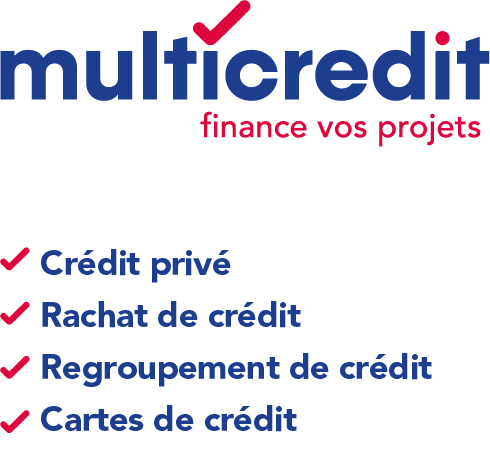 multicredit
finance vos projets
Crédit privé
Rachat de crédit
Regroupement de crédit
Cartes de crédit